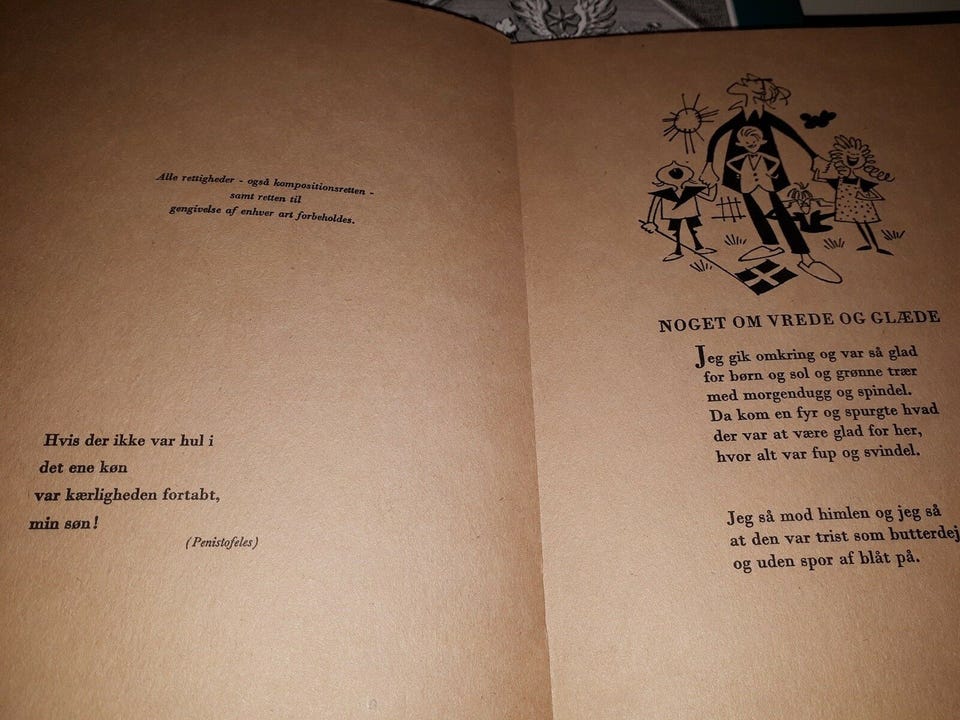 Alle rettigheder - også kompositionsretten -
samt retten til
gengivelse af enhver art forbeholdes.
Hvis der ikke var hul i
det ene køn
var kærligheden fortabt,
min søn!
(Penistofeles)
NOGET OM VREDE OG GLÆDE
Jeg gik omkring og var så glad
for børn og sol og grønne trær
med morgendugg og spindel.
Da kom en fyr og spurgte hvad
der var at være glad for her,
hvor alt var fup og svindel.
Jeg så mod himlen og jeg så
at den var trist som butterdej
og uden spor af blåt på.